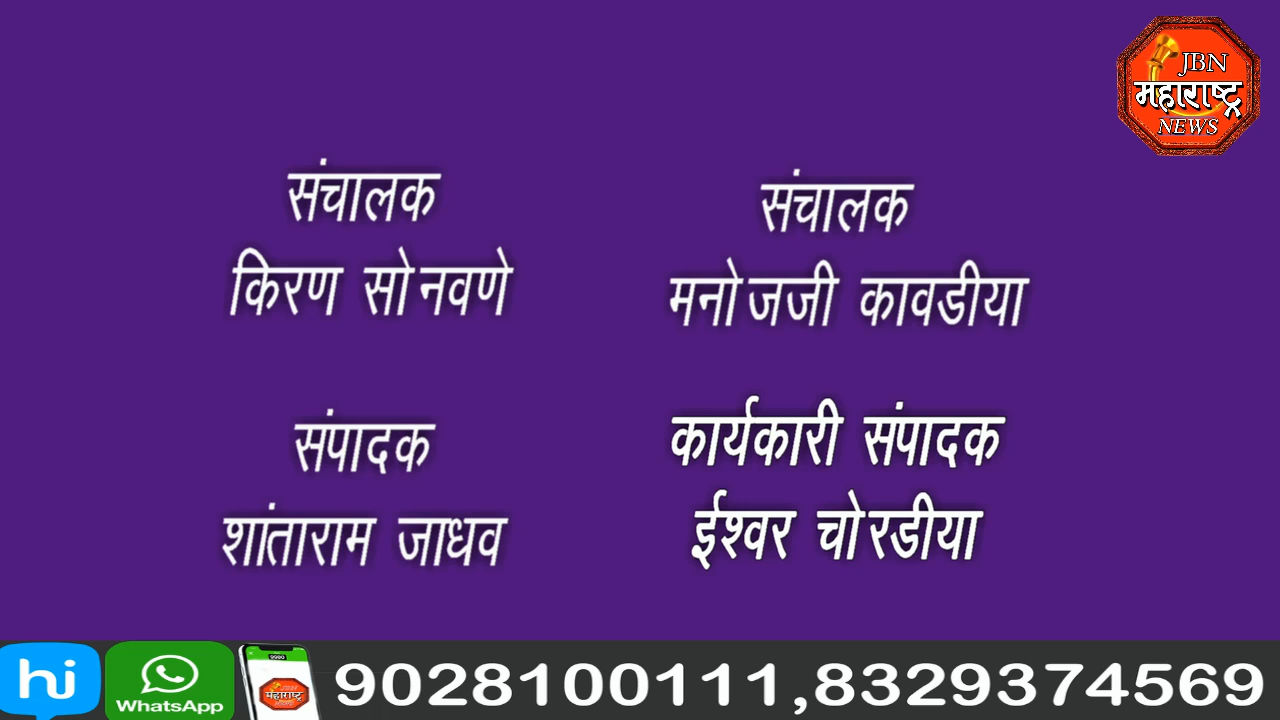 JBN
महाराष्ट्र
NEWS
संचालक
किरण सोनवणे
संचालक
मनोजजी कावडीया
संपादक
शांताराम जाधव
कार्यकारी संपादक
ईश्वर चोरडीया
hi
WhatsApp
महाराष्ट्र
9028100111,8329374569